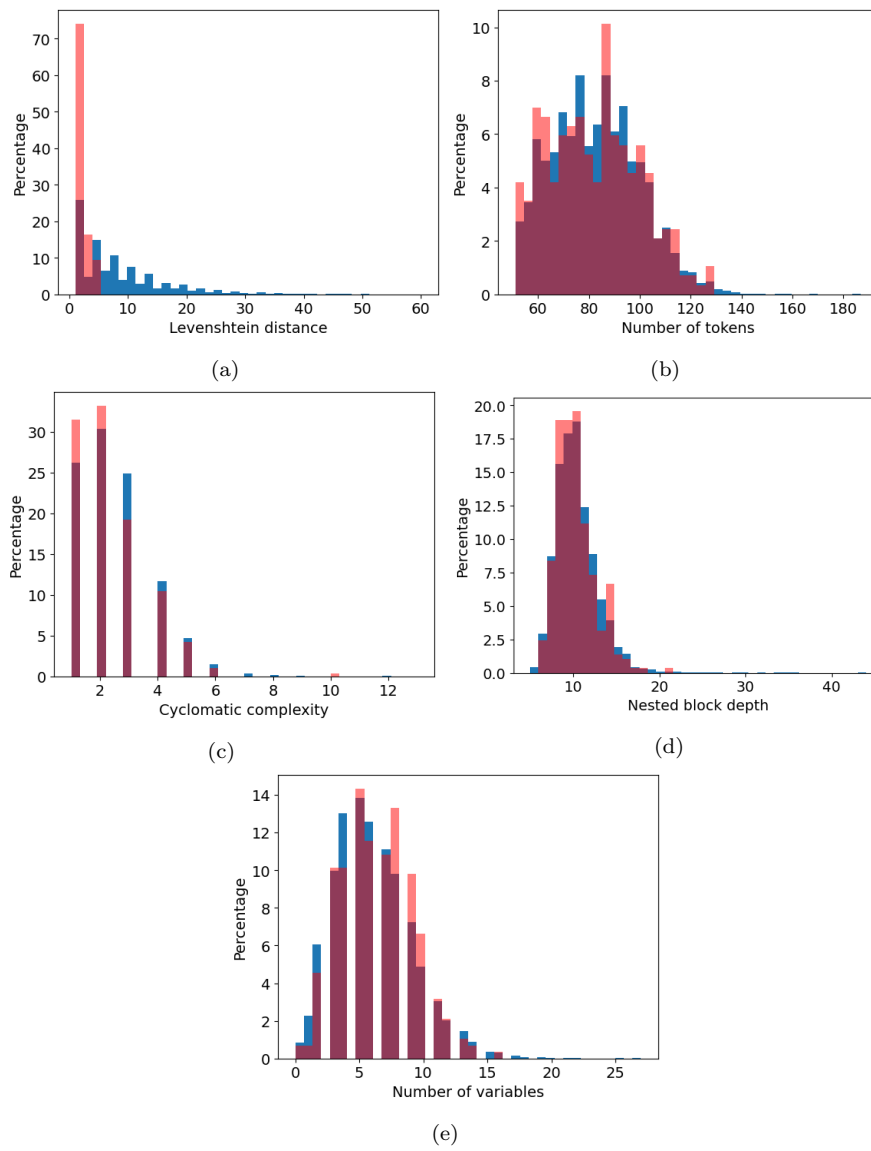 70
60
50
40
30
20
10
0
Percentage
0 10 20 30 40 50 60
Levenshtein distance
(a)
10
8
6
4
2
0
Percentage
60 80 100 120 140 160 180
Number of tokens
(b)
30
25
20
15
10
5
0
Percentage
2 4 6 8 10 12
Cyclomatic complexity
(c)
20.0
17.5
15.0
12.5
10.0
7.5
5.0
2.5
0.0
Percentage
10 20 30 40
Nested block depth
(d)
14
12
10
8
6
4
2
0
Percentage
0 5 10 15 20 25
Number of variables
(e)